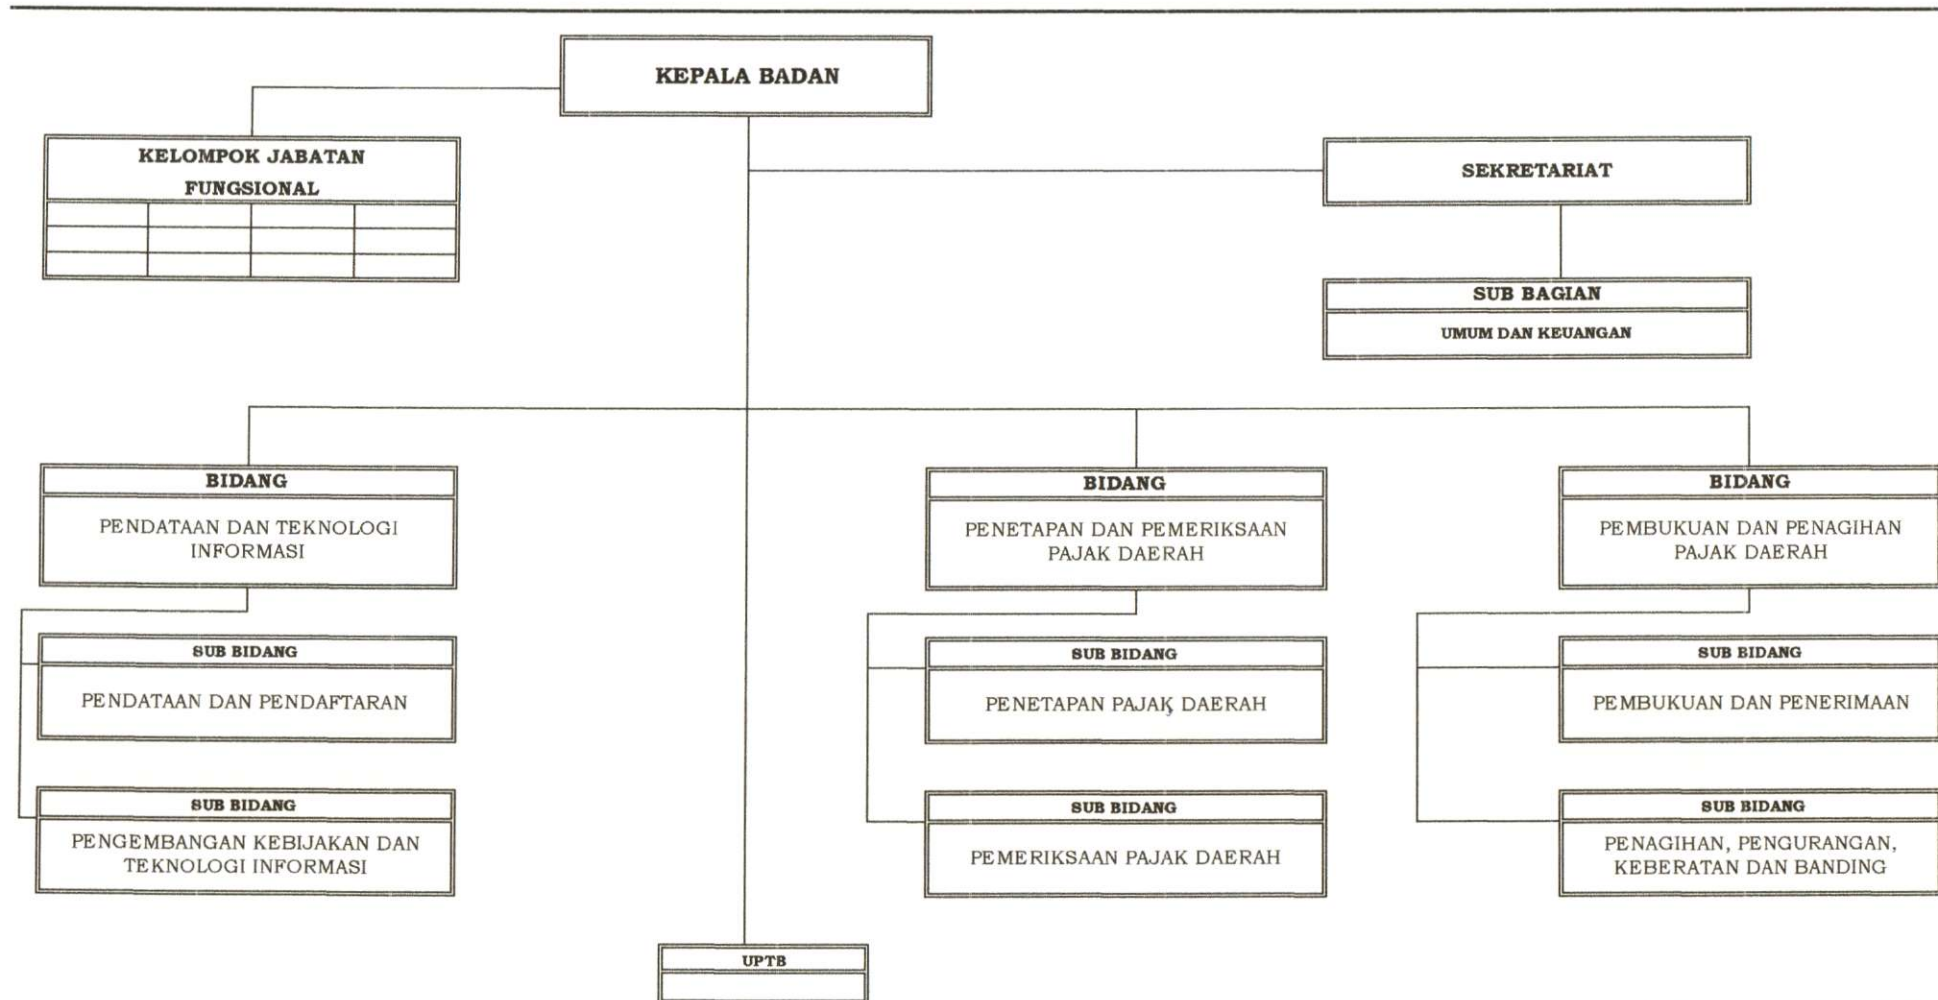 KEPALA BADAN
KELOMPOK JABATAN
FUNGSIONAL
SEKRETARIAT
SUB BAGIAN
UMUM DAN KEUANGAN
BIDANG
PENDATAAN DAN TEKNOLOGI
INFORMASI
SUB BIDANG
PENDATAAN DAN PENDAFTARAN
SUB BIDANG
PENGEMBANGAN KEBIJAKAN DAN
TEKNOLOGI INFORMASI
BIDANG
PENETAPAN DAN PEMERIKSAAN
PAJAK DAERAH
SUB BIDANG
PENETAPAN PAJAK DAERAH
SUB BIDANG
PEMERIKSAAN PAJAK DAERAH
BIDANG
PEMBUKUAN DAN PENAGIHAN
PAJAK DAERAH
SUB BIDANG
PEMBUKUAN DAN PENERIMAAN
SUB BIDANG
PENAGIHAN, PENGURANGAN,
KEBERATAN DAN BANDING
UPTB